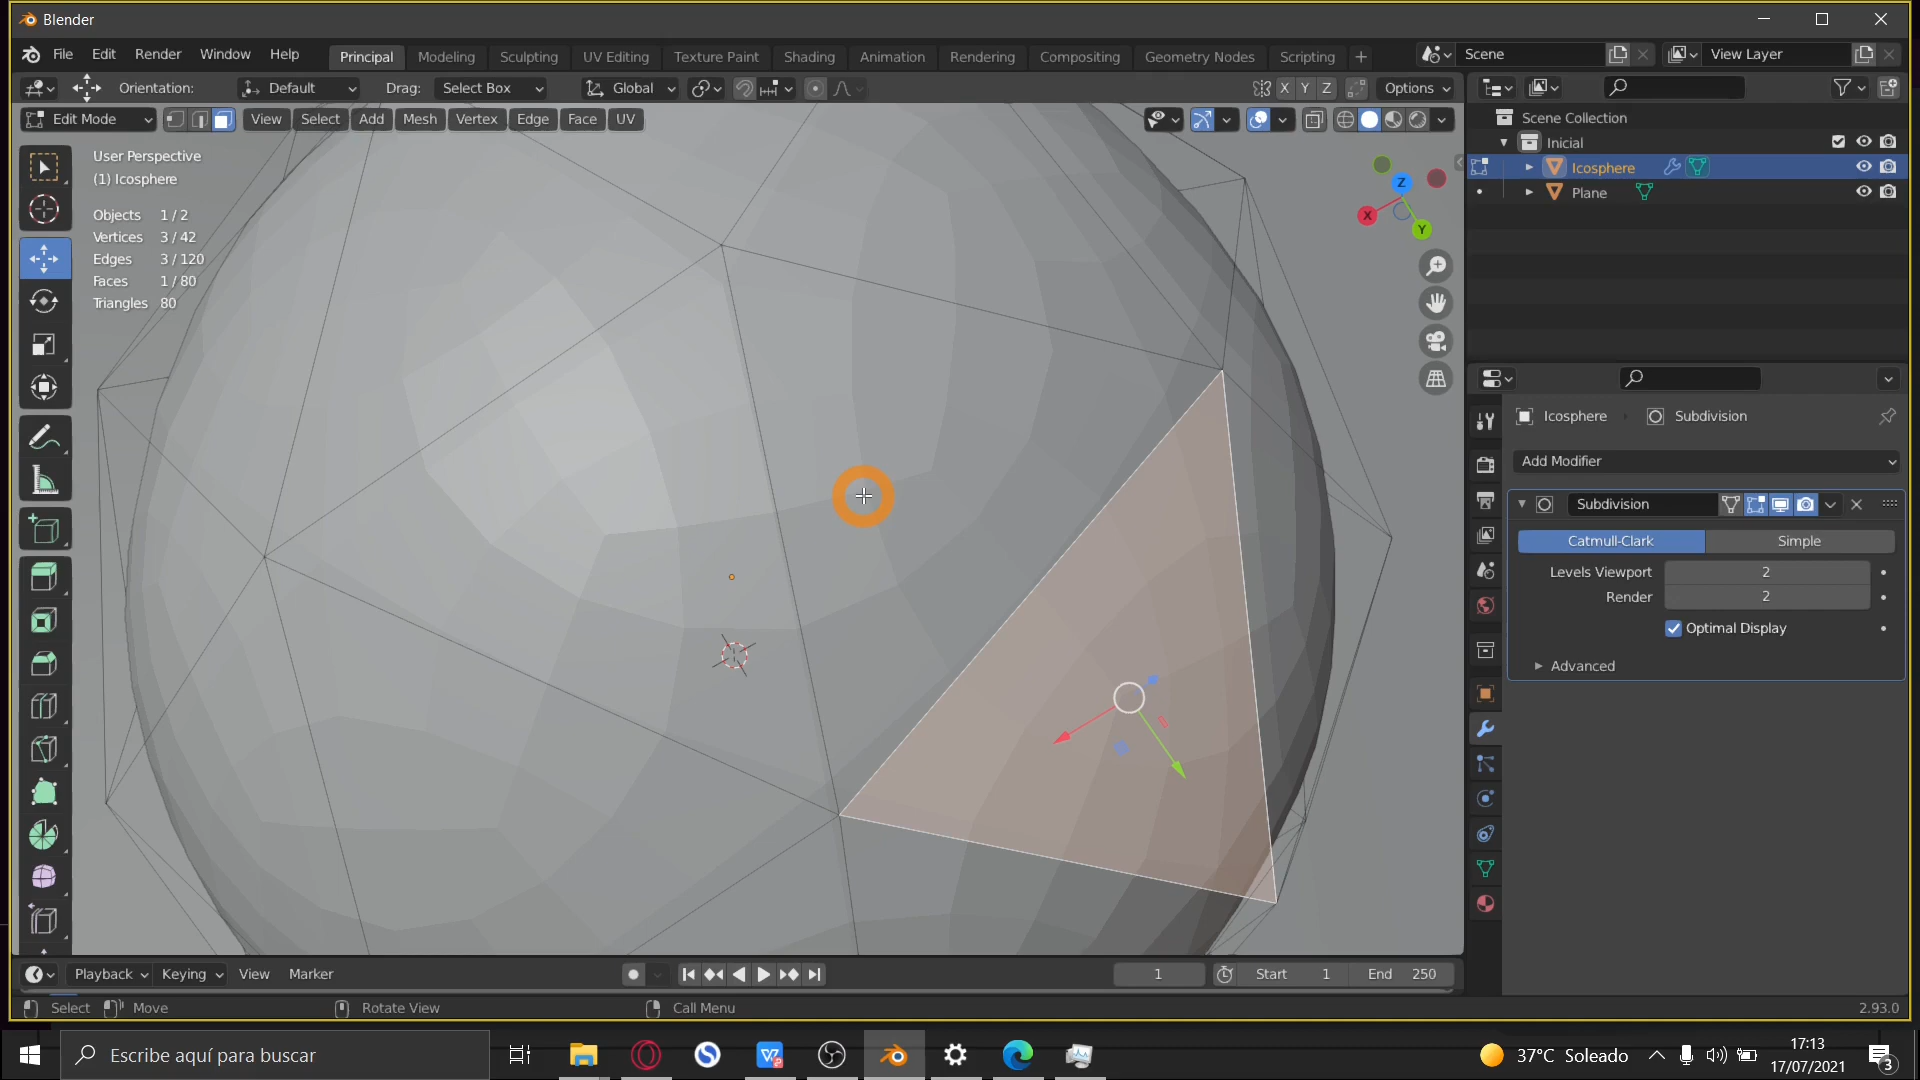 Blender
File Edit Render Window Help Principal Modeling Sculpting UV Editing Texture Paint Shading Animation Rendering Compositing Geometry Nodes Scripting + Scene View Layer
Orientation: Default Drag: Select Box Global X Y Z Options
Edit Mode View Select Add Mesh Vertex Edge Face UV
User Perspective
(1) Icosphere
Objects 1/2
Vertices 3/42
Edges 3/120
Faces 1/80
Triangles 80
Z
X
Y
Scene Collection
Inicial
Icosphere
Plane
Icosphere Subdivision
Add Modifier
Subdivision
Catmull-Clark Simple
Levels Viewport 2
Render 2
Optimal Display
Advanced
Playback Keying View Marker 1 Start 1 End 250
Select Move Rotate View Call Menu 2.93.0
Escribe aquí para buscar
37°C Soleado
17:13
17/07/2021
3